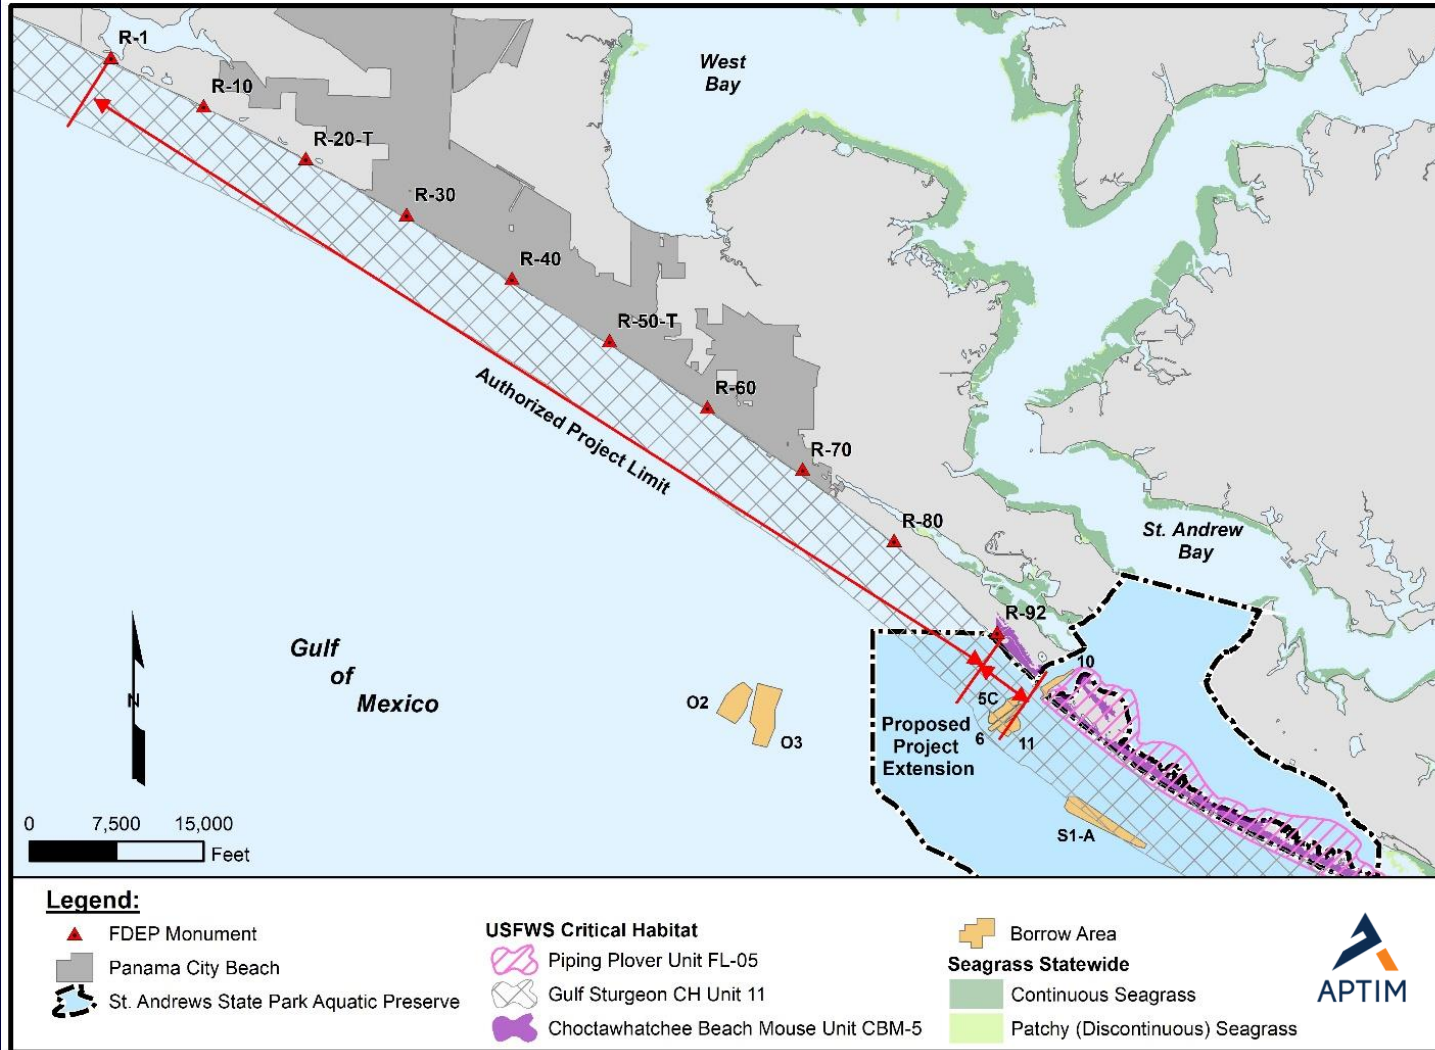 R-1
R-10
R-20-T
R-30
R-40
R-50-T
R-60
R-70
R-80
R-92
West
Bay
St. Andrew
Bay
Authorized Project Limit
Gulf
of
Mexico
N
O2
O3
10
5C
6
11
Proposed
Project
Extension
S1-A
0 7,500 15,000
Feet
Legend:
FDEP Monument
Panama City Beach
St. Andrews State Park Aquatic Preserve
USFWS Critical Habitat
Piping Plover Unit FL-05
Gulf Sturgeon CH Unit 11
Choctawhatchee Beach Mouse Unit CBM-5
Borrow Area
Seagrass Statewide
Continuous Seagrass
Patchy (Discontinuous) Seagrass
APTIM